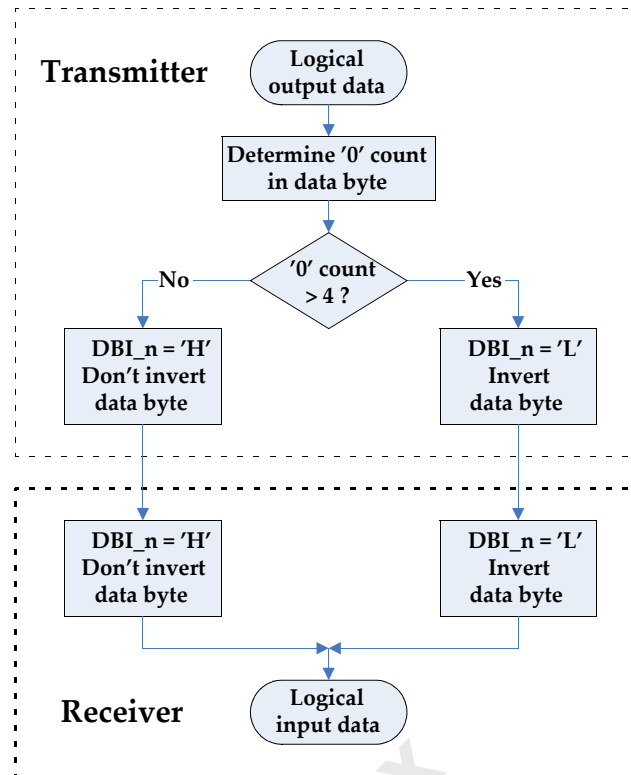 Transmitter
Logical
output data
Determine '0' count
in data byte
'0' count
> 4 ?
No
Yes
DBI_n = 'H'
Don't invert
data byte
DBI_n = 'L'
Invert
data byte
DBI_n = 'H'
Don't invert
data byte
DBI_n = 'L'
Invert
data byte
Receiver
Logical
input data